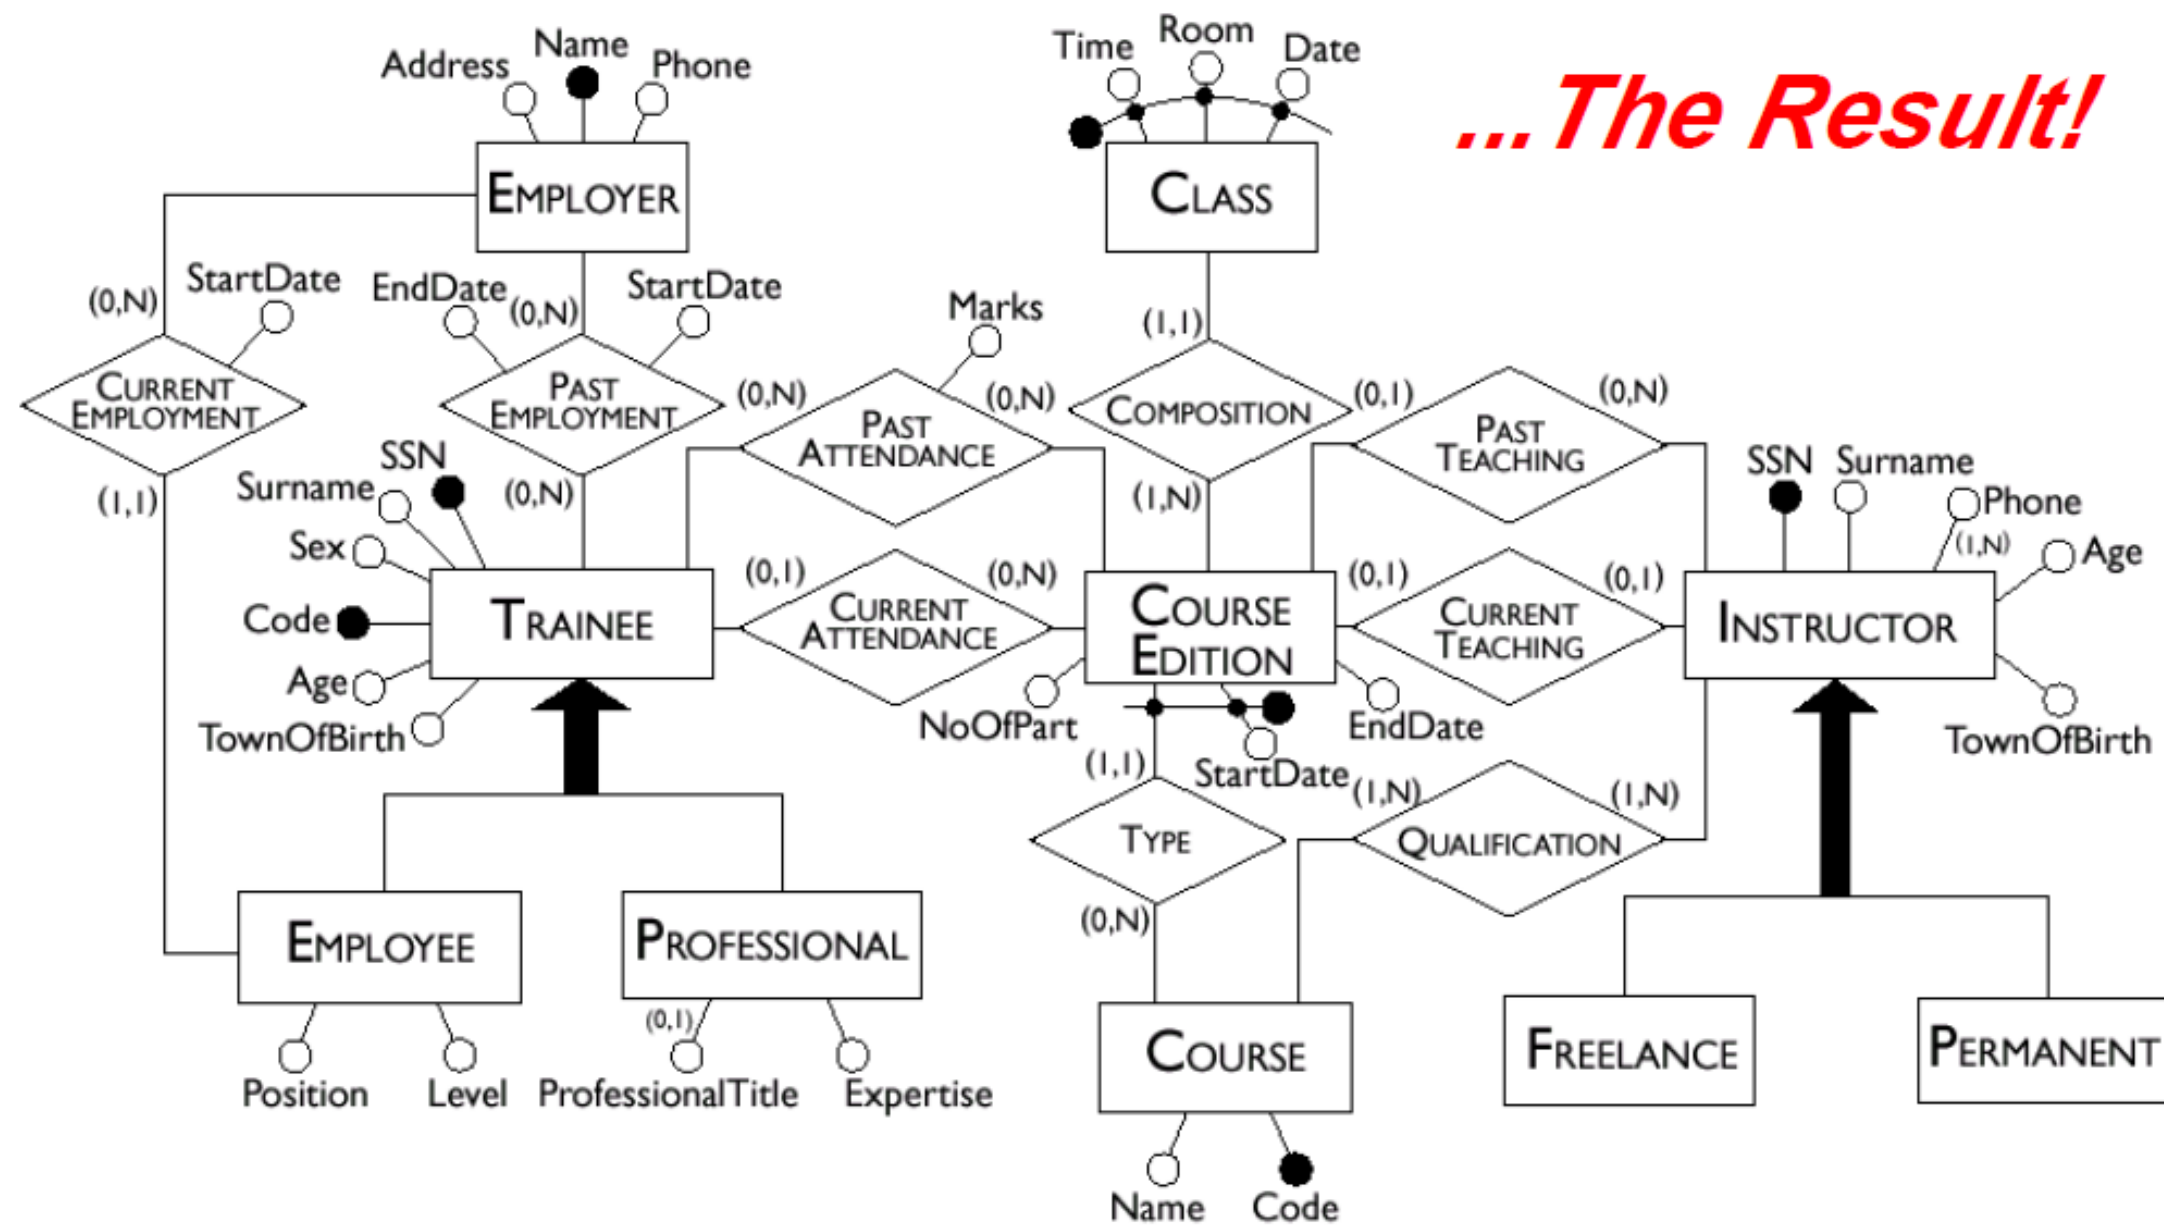 ...The Result!
Name
Address
Phone
EMPLOYER
Time
Room
Date
CLASS
(0,N)
StartDate
EndDate
(0,N)
StartDate
Marks
(1,1)
CURRENT
EMPLOYMENT
PAST
EMPLOYMENT
(0,N)
PAST
ATTENDANCE
(0,N)
COMPOSITION
(0,1)
PAST
TEACHING
(0,N)
(1,1)
SSN
Surname
Sex
Code
Age
TownOfBirth
(0,N)
TRAINEE
(0,1)
CURRENT
ATTENDANCE
(0,N)
(1,N)
COURSE
EDITION
NoOfPart
StartDate
EndDate
(0,1)
CURRENT
TEACHING
(0,1)
SSN
Surname
Phone
(1,N)
Age
INSTRUCTOR
TownOfBirth
(1,1)
TYPE
(0,N)
(1,N)
QUALIFICATION
(1,N)
EMPLOYEE
Position
Level
PROFESSIONAL
(0,1)
ProfessionalTitle
Expertise
COURSE
Name
Code
FREELANCE
PERMANENT